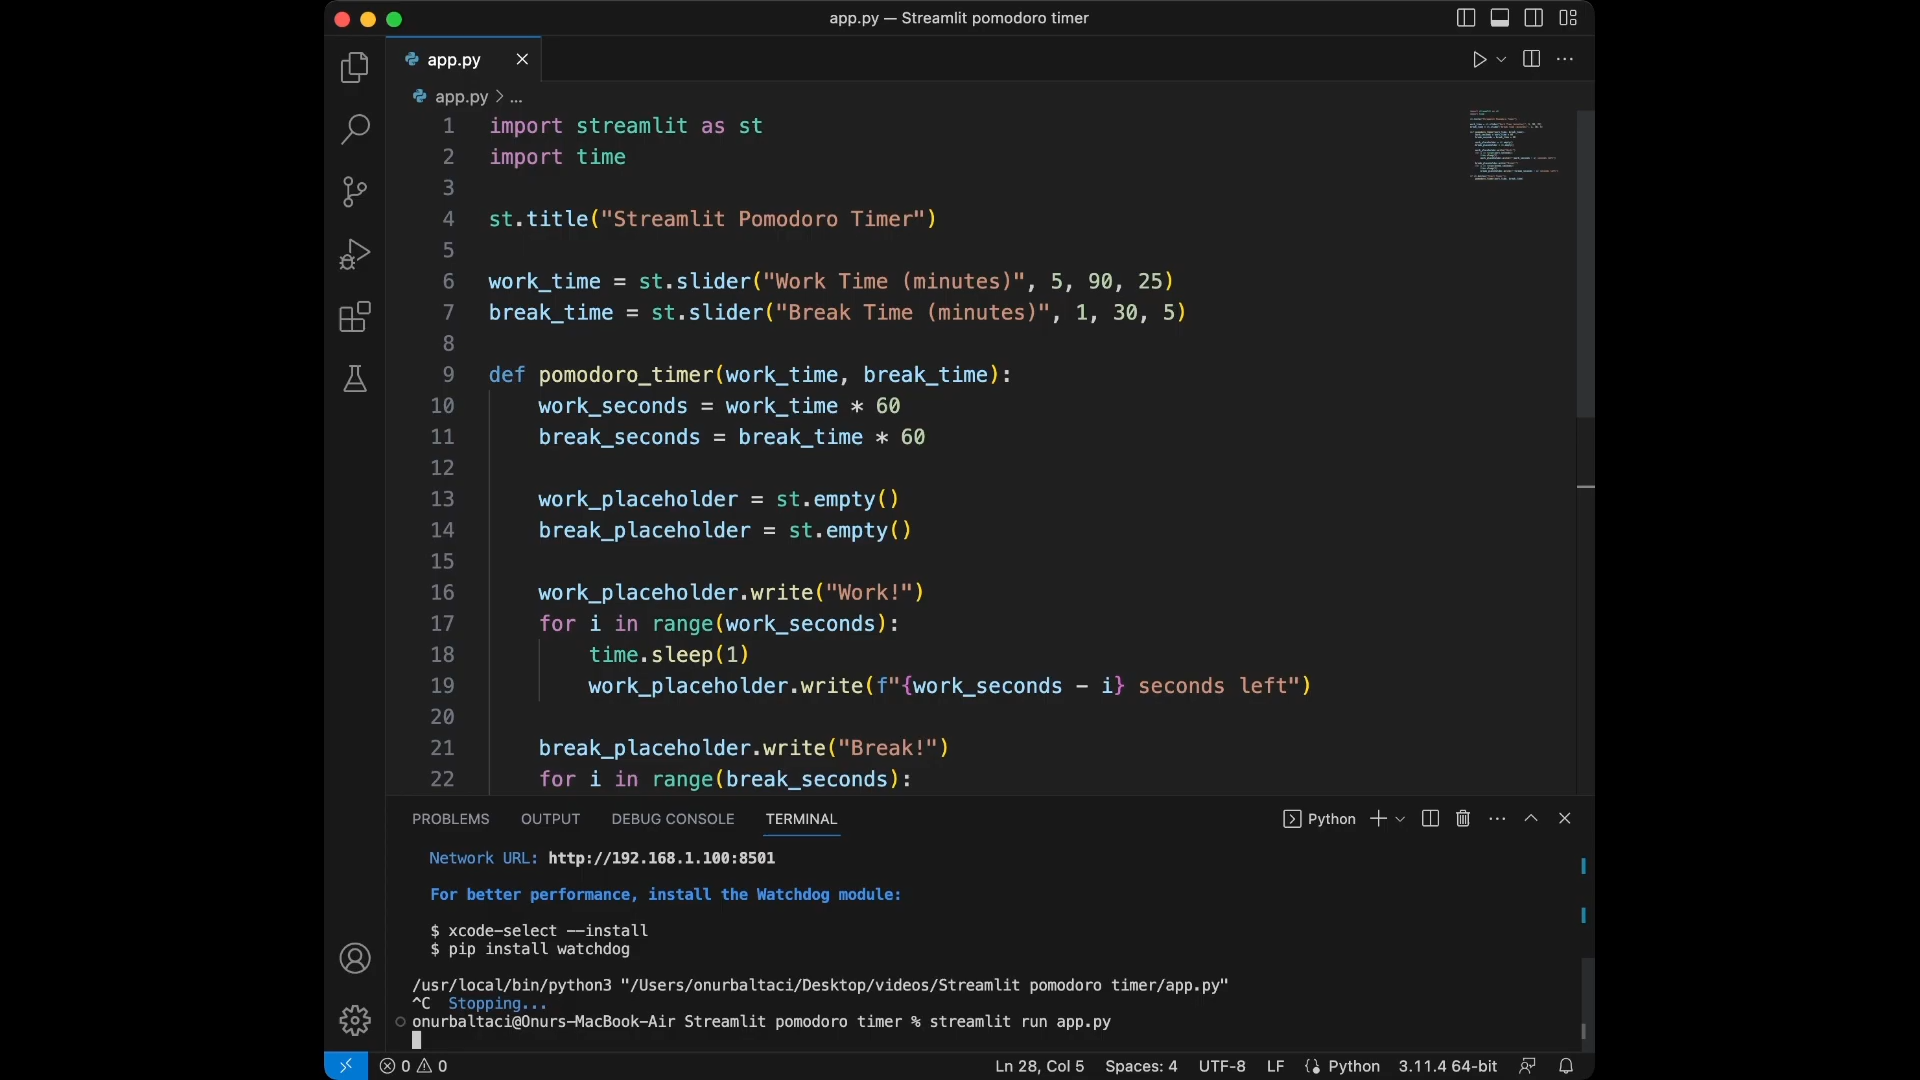 app.py — Streamlit pomodoro timer
app.py
app.py > ...
1 import streamlit as st
2 import time
3
4 st.title("Streamlit Pomodoro Timer")
5
6 work_time = st.slider("Work Time (minutes)", 5, 90, 25)
7 break_time = st.slider("Break Time (minutes)", 1, 30, 5)
8
9 def pomodoro_timer(work_time, break_time):
10 work_seconds = work_time * 60
11 break_seconds = break_time * 60
12
13 work_placeholder = st.empty()
14 break_placeholder = st.empty()
15
16 work_placeholder.write("Work!")
17 for i in range(work_seconds):
18 time.sleep(1)
19 work_placeholder.write(f"{work_seconds - i} seconds left")
20
21 break_placeholder.write("Break!")
22 for i in range(break_seconds):
PROBLEMS OUTPUT DEBUG CONSOLE TERMINAL Python
Network URL: http://192.168.1.100:8501
For better performance, install the Watchdog module:
$ xcode-select --install
$ pip install watchdog
/usr/local/bin/python3 "/Users/onurbaltaci/Desktop/videos/Streamlit pomodoro timer/app.py"
^C Stopping...
onurbaltaci@Onurs-MacBook-Air Streamlit pomodoro timer % streamlit run app.py
0 0 Ln 28, Col 5 Spaces: 4 UTF-8 LF Python 3.11.4 64-bit